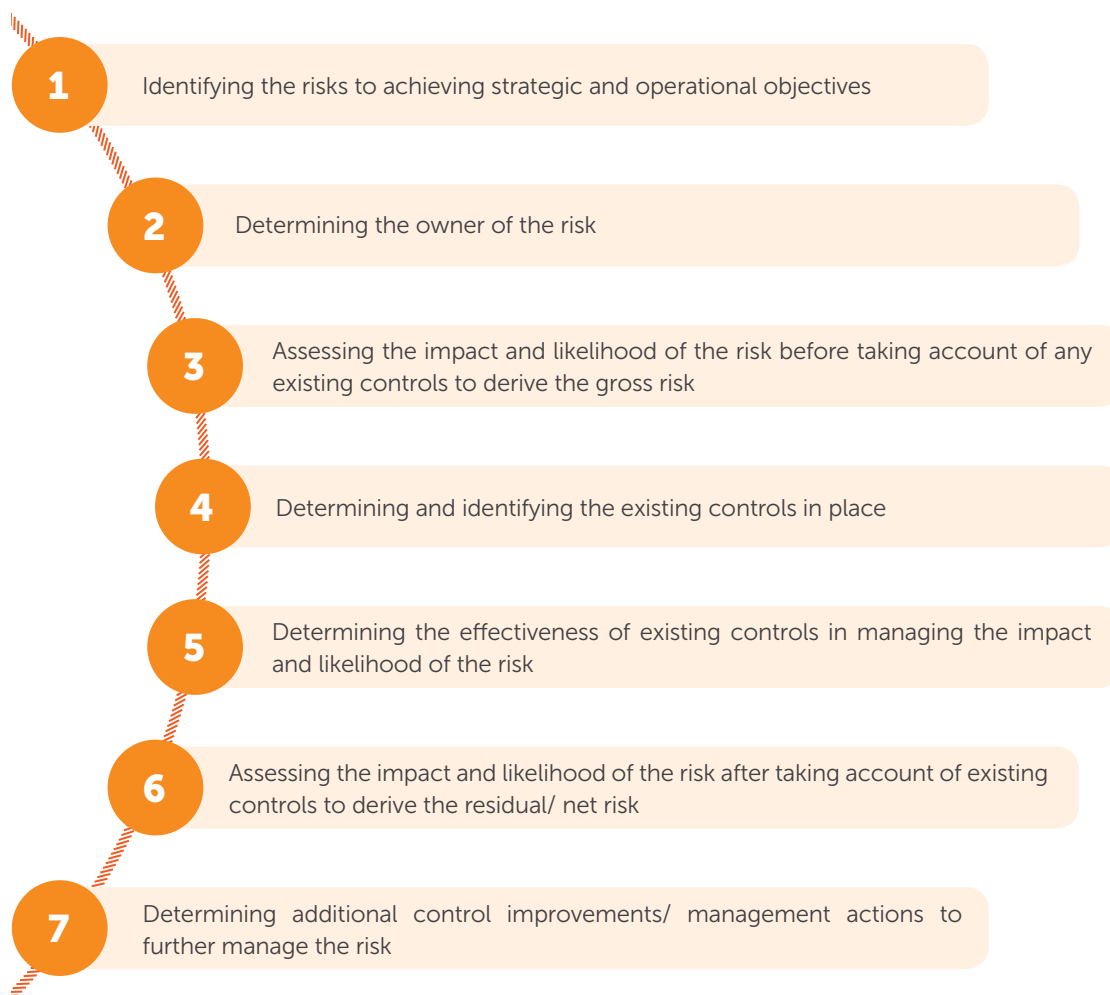 1
Identifying the risks to achieving strategic and operational objectives
2
Determining the owner of the risk
3
Assessing the impact and likelihood of the risk before taking account of any
existing controls to derive the gross risk
4
Determining and identifying the existing controls in place
5
Determining the effectiveness of existing controls in managing the impact
and likelihood of the risk
6
Assessing the impact and likelihood of the risk after taking account of existing
controls to derive the residual/ net risk
7
Determining additional control improvements/ management actions to
further manage the risk